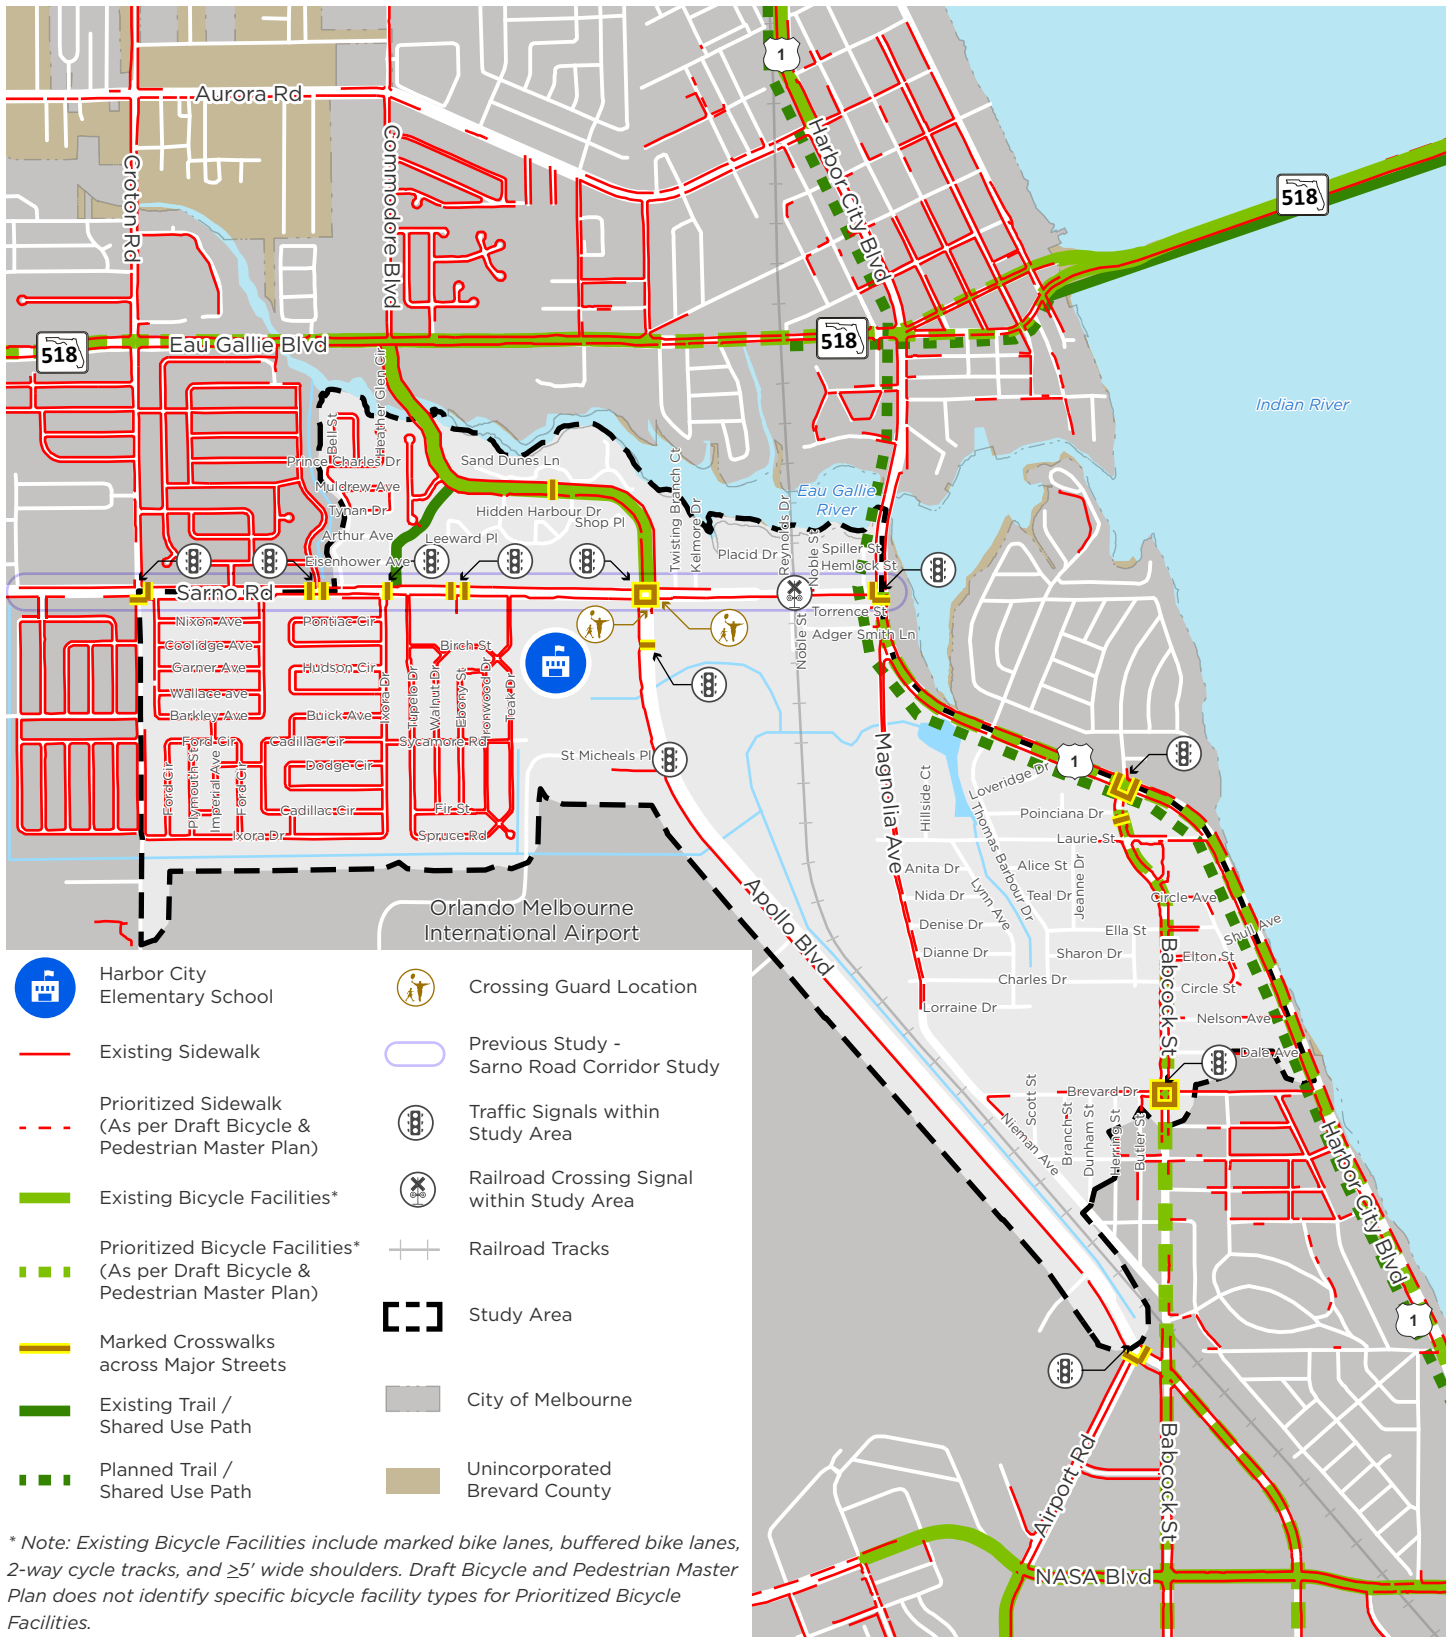 1
Aurora Rd
Croton Rd
Commodore Blvd
Harbor City Blvd
518
518
Eau Gallie Blvd
518
Indian River
Heather Glen Cir
Bell St
Prince Charles Dr
Sand Dunes Ln
Muldrew Ave
Tynan Dr
Hidden Harbour Dr
Shop Pl
Arthur Ave
Leeward Pl
Eisenhower Ave
Twisting Branch Ct
Kelmore Dr
Placid Dr
Reynolds Dr
Noble St
Eau Gallie
River
Spiller St
Hemlock St
Sarno Rd
Torrence St
Adger Smith Ln
Noble St
Nixon Ave
Pontiac Cir
Coolidge Ave
Birch St
Garner Ave
Hudson Cir
Wallace ave
Barkley Ave
Buick Ave
Ixora Dr
Tupelo Dr
Walnut Dr
Ebony St
Ironwood Dr
Teak Dr
Ford Cir
Cadillac Cir
Sycamore Rd
Dodge Cir
Ford Cir
Plymouth St
Imperial Ave
Ford Cir
Cadillac Cir
Fir St
Ixora Dr
Spruce Rd
St Micheals Pl
1
Magnolia Ave
Hillside Ct
Loveridge Dr
Poinciana Dr
Laurie St
Thomas Barbour Dr
Anita Dr
Alice St
Jeanne Dr
Nida Dr
Lynn Ave
Teal Dr
Circle Ave
Denise Dr
Ella St
Shull Ave
Dianne Dr
Sharon Dr
Elton St
Charles Dr
Circle St
Lorraine Dr
Nelson Ave
Babcock St
Dale Ave
Brevard Dr
Scott St
Nieman Ave
Branch St
Dunham St
Herring St
Butler St
Apollo Blvd
Orlando Melbourne
International Airport
Harbor City Blvd
1
Airport Rd
Babcock St
NASA Blvd
Harbor City
Elementary School
Existing Sidewalk
Prioritized Sidewalk
(As per Draft Bicycle &
Pedestrian Master Plan)
Existing Bicycle Facilities*
Prioritized Bicycle Facilities*
(As per Draft Bicycle &
Pedestrian Master Plan)
Marked Crosswalks
across Major Streets
Existing Trail /
Shared Use Path
Planned Trail /
Shared Use Path
Crossing Guard Location
Previous Study -
Sarno Road Corridor Study
Traffic Signals within
Study Area
Railroad Crossing Signal
within Study Area
Railroad Tracks
Study Area
City of Melbourne
Unincorporated
Brevard County
* Note: Existing Bicycle Facilities include marked bike lanes, buffered bike lanes,
2-way cycle tracks, and ≥5' wide shoulders. Draft Bicycle and Pedestrian Master
Plan does not identify specific bicycle facility types for Prioritized Bicycle
Facilities.